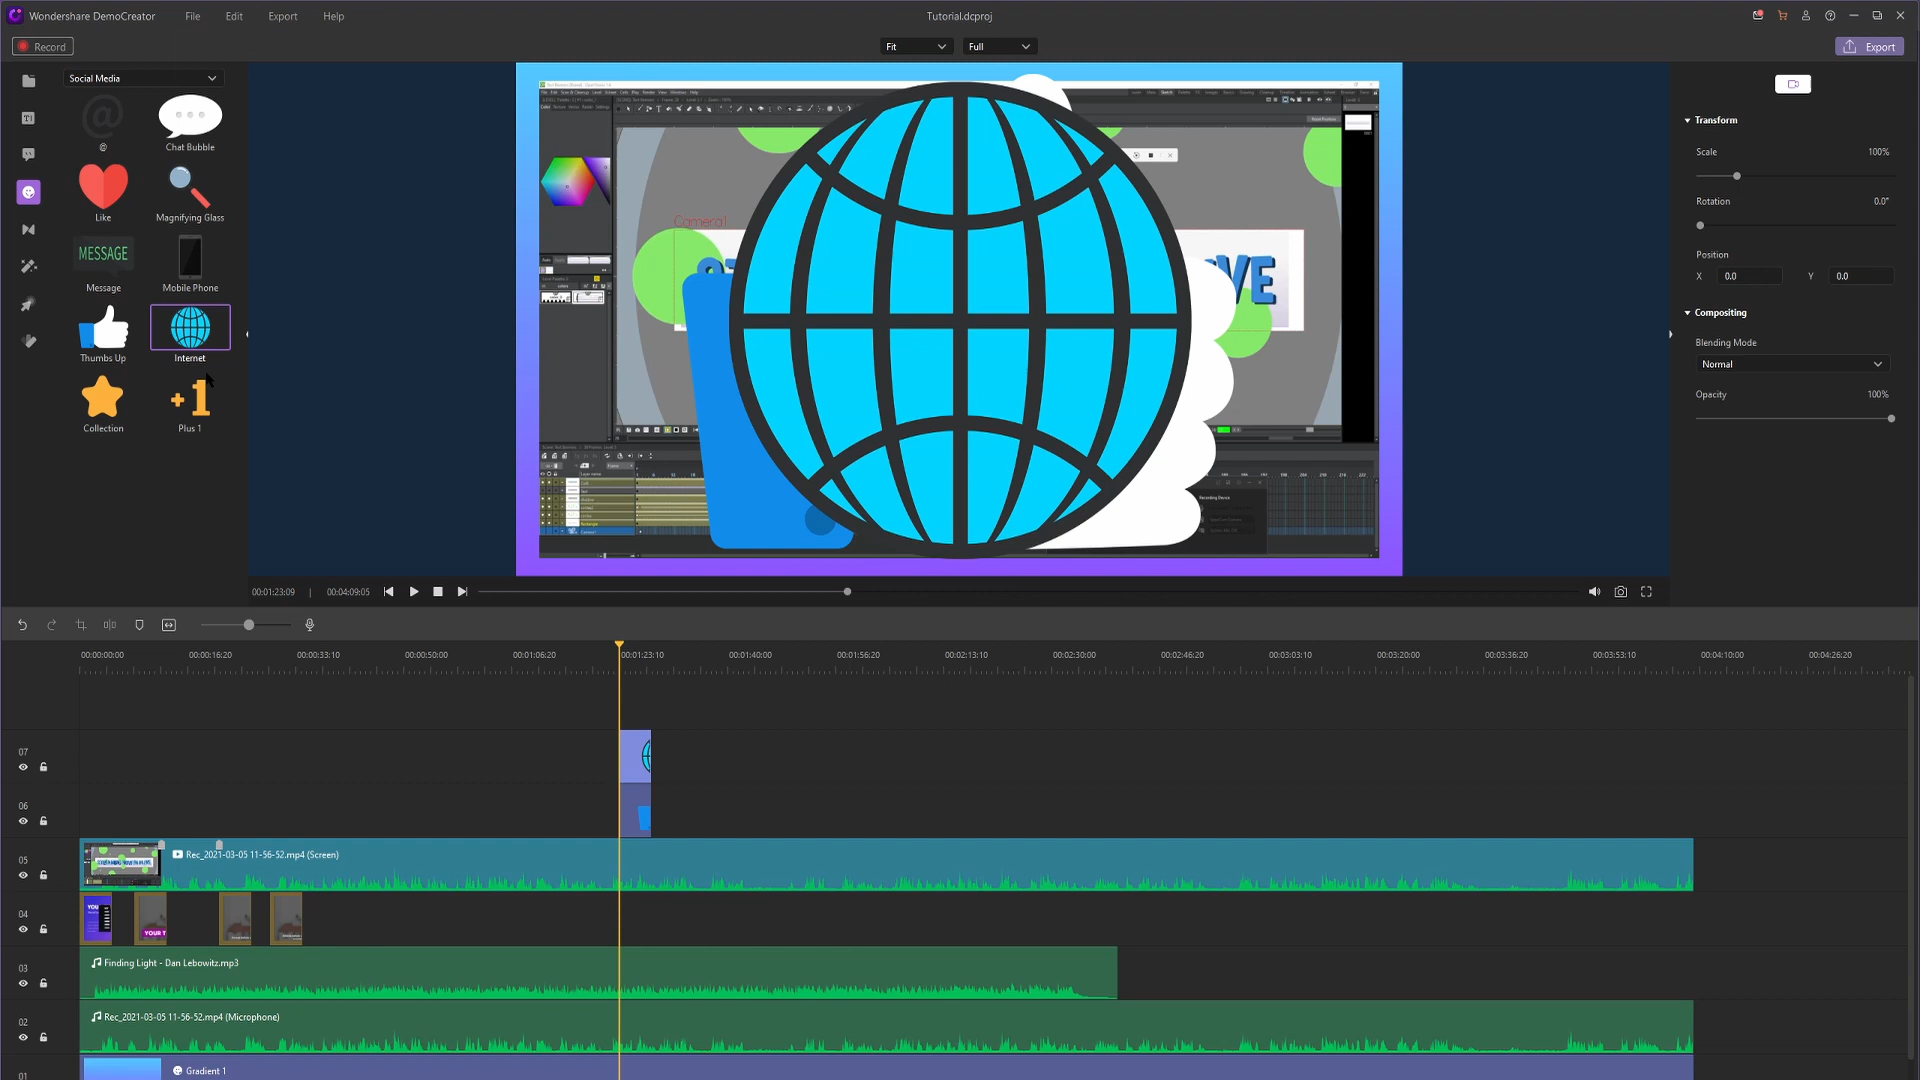 Wondershare DemoCreator File Edit Export Help Tutorial.dcproj
Record Fit Full Export
Social Media
@ Chat Bubble
Like Magnifying Glass
MESSAGE
Message Mobile Phone
Thumbs Up Internet
+1
Collection Plus 1
Camera1
Transform
Scale 100%
Rotation 0.0°
Position
X 0.0 Y 0.0
Compositing
Blending Mode
Normal
Opacity 100%
00:01:23:09 | 00:04:09:05
00:00:00:00 00:00:16:20 00:00:33:10 00:00:50:00 00:01:06:20 00:01:23:10 00:01:40:00 00:01:56:20 00:02:13:10 00:02:30:00 00:02:46:20 00:03:03:10 00:03:20:00 00:03:36:20 00:03:53:10 00:04:10:00 00:04:26:20
07
06
05 Rec_2021-03-05 11-56-52.mp4 (Screen)
04
YOUR T
03 Finding Light - Dan Lebowitz.mp3
02 Rec_2021-03-05 11-56-52.mp4 (Microphone)
01 Gradient 1